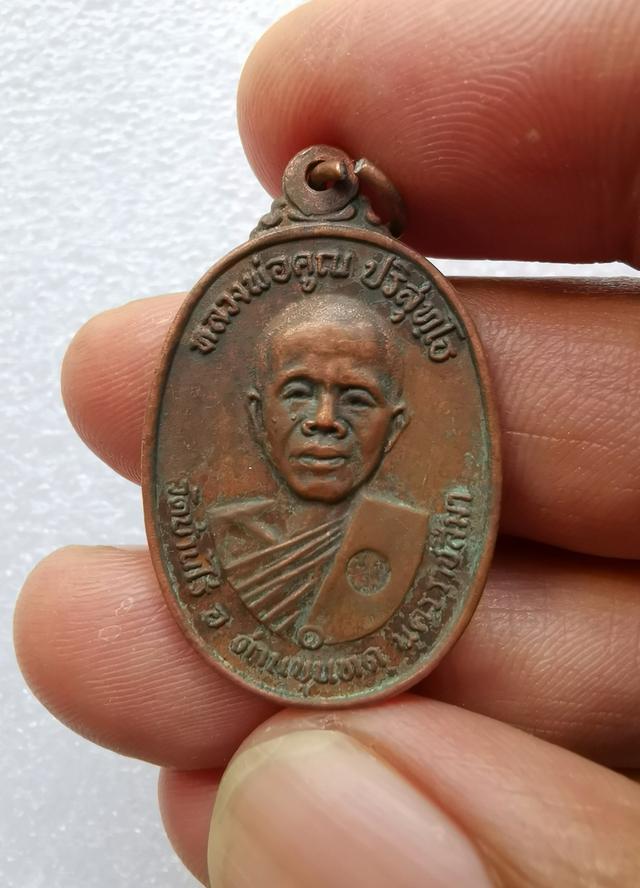 หลวงพ่อคูณ ปริสุทฺโธ
วัดบ้านไร่ อ ด่านขุนทด นครราชสีมา
๑